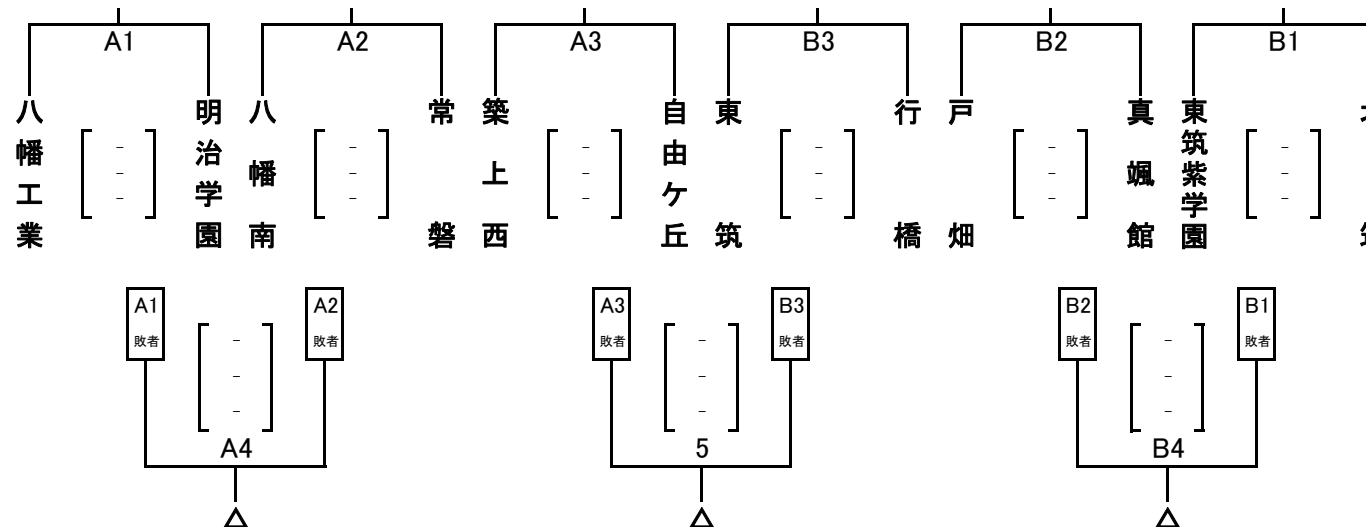 A1
A2
A3
B3
B2
B1
八幡工業
明治学園
八幡南
常磐
築上西
自由ケ丘
東筑
行橋
戸畑
真颯館
東筑紫学園
A1
敗者
A2
敗者
A3
敗者
B3
敗者
B2
敗者
B1
敗者
A4
5
B4